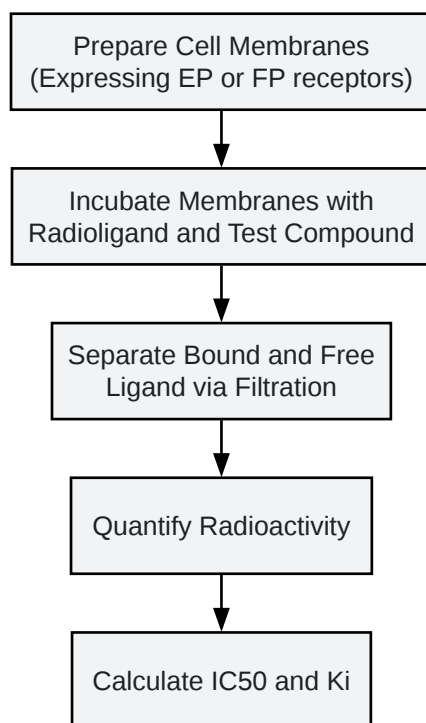 Prepare Cell Membranes
(Expressing EP or FP receptors)
Incubate Membranes with
Radioligand and Test Compound
Separate Bound and Free
Ligand via Filtration
Quantify Radioactivity
Calculate IC50 and Ki